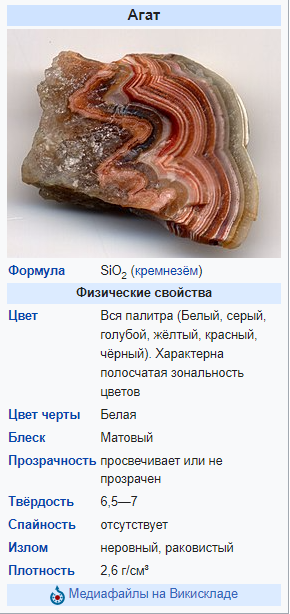 Агат
Формула SiO₂ (кремнезём)
Физические свойства
Цвет Вся палитра (Белый, серый,
голубой, жёлтый, красный,
чёрный). Характерна
полосчатая зональность
цветов
Цвет черты Белая
Блеск Матовый
Прозрачность просвечивает или не
прозрачен
Твёрдость 6,5—7
Спайность отсутствует
Излом неровный, раковистый
Плотность 2,6 г/см³
Медиафайлы на Викискладе